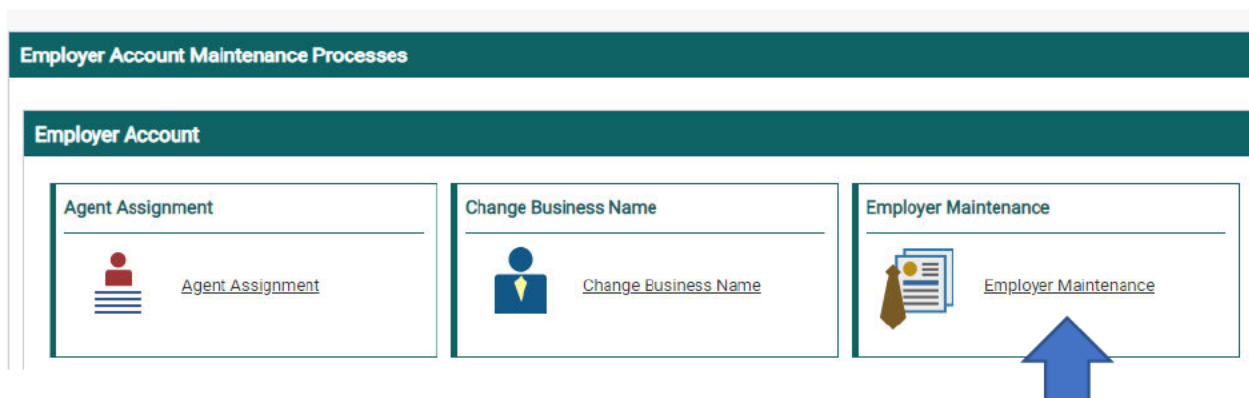 Employer Account Maintenance Processes
Employer Account
Agent Assignment
Agent Assignment
Change Business Name
Change Business Name
Employer Maintenance
Employer Maintenance